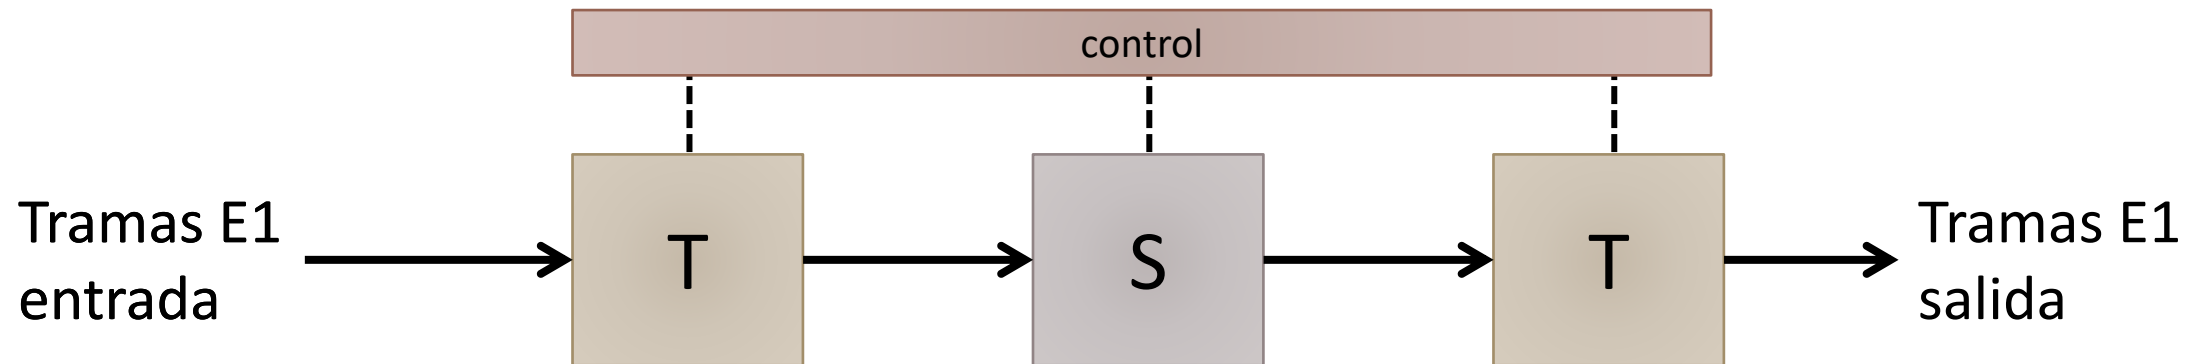 control
Tramas E1
entrada
T
S
T
Tramas E1
salida